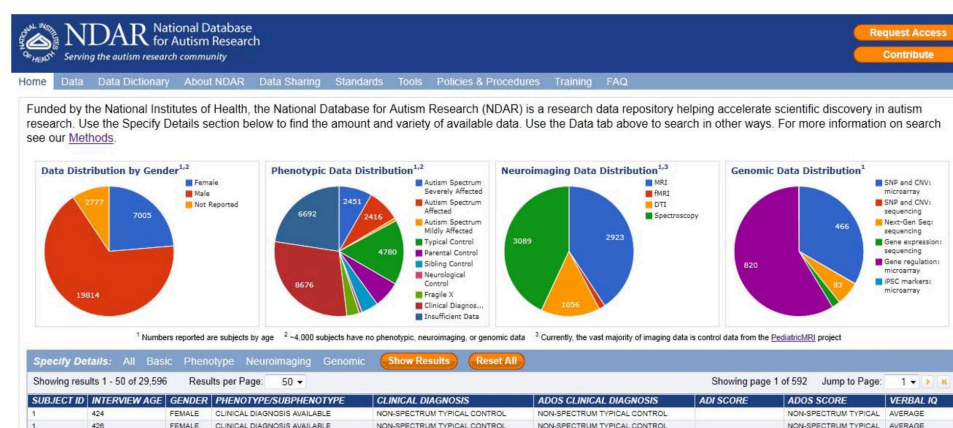 NATIONAL INSTITUTES OF HEALTH
NDAR National Database for Autism Research
Serving the autism research community
Request Access
Contribute
Home Data Data Dictionary About NDAR Data Sharing Standards Tools Policies & Procedures Training FAQ
Funded by the National Institutes of Health, the National Database for Autism Research (NDAR) is a research data repository helping accelerate scientific discovery in autism
research. Use the Specify Details section below to find the amount and variety of available data. Use the Data tab above to search in other ways. For more information on search
see our Methods.
Data Distribution by Gender1,2
Female
Male
Not Reported
2777
7005
19814
Phenotypic Data Distribution1,2
Autism Spectrum
Severely Affected
Autism Spectrum
Affected
Autism Spectrum
Mildly Affected
Typical Control
Parental Control
Sibling Control
Neurological
Control
Fragile X
Clinical Diagnos...
Insufficient Data
6692
2451
2416
4780
8676
Neuroimaging Data Distribution1,3
MRI
fMRI
DTI
Spectroscopy
3089
2923
1056
Genomic Data Distribution1
SNP and CNV:
microarray
SNP and CNV:
sequencing
Next-Gen Seq:
sequencing
Gene expression:
sequencing
Gene regulation:
microarray
iPSC markers:
microarray
466
820
83
1 Numbers reported are subjects by age 2 ~4,000 subjects have no phenotypic, neuroimaging, or genomic data 3 Currently, the vast majority of imaging data is control data from the PediatricMRI project
Specify Details: All Basic Phenotype Neuroimaging Genomic Show Results Reset All
Showing results 1 - 50 of 29,596 Results per Page: 50 Showing page 1 of 592 Jump to Page: 1
SUBJECT ID INTERVIEW AGE GENDER PHENOTYPE/SUBPHENOTYPE CLINICAL DIAGNOSIS ADOS CLINICAL DIAGNOSIS ADI SCORE ADOS SCORE VERBAL IQ
1 424 FEMALE CLINICAL DIAGNOSIS AVAILABLE NON-SPECTRUM TYPICAL CONTROL NON-SPECTRUM TYPICAL CONTROL NON-SPECTRUM TYPICAL AVERAGE
1 426 FEMALE CLINICAL DIAGNOSIS AVAILABLE NON-SPECTRUM TYPICAL CONTROL NON-SPECTRUM TYPICAL CONTROL NON-SPECTRUM TYPICAL AVERAGE